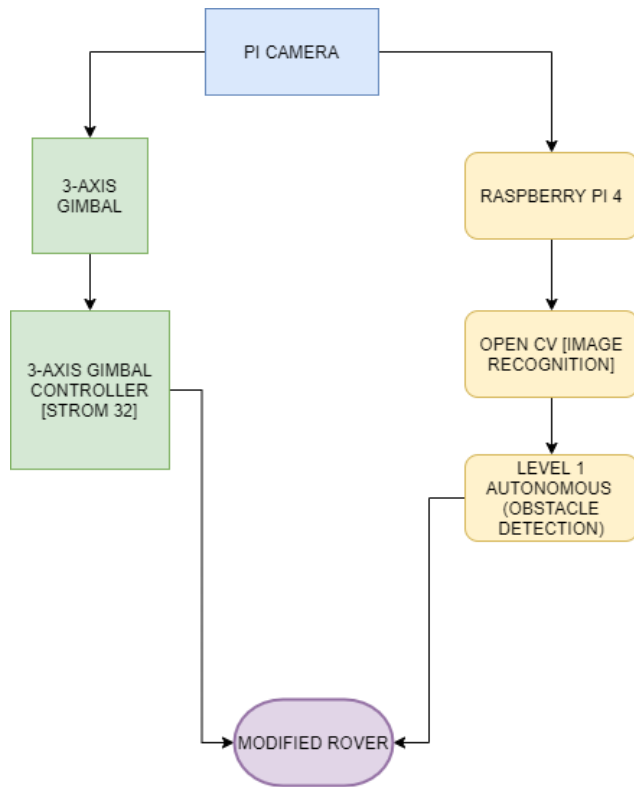 PI CAMERA
3-AXIS
GIMBAL
RASPBERRY PI 4
3-AXIS GIMBAL
CONTROLLER
[STROM 32]
OPEN CV [IMAGE
RECOGNITION]
LEVEL 1
AUTONOMOUS
(OBSTACLE
DETECTION)
MODIFIED ROVER